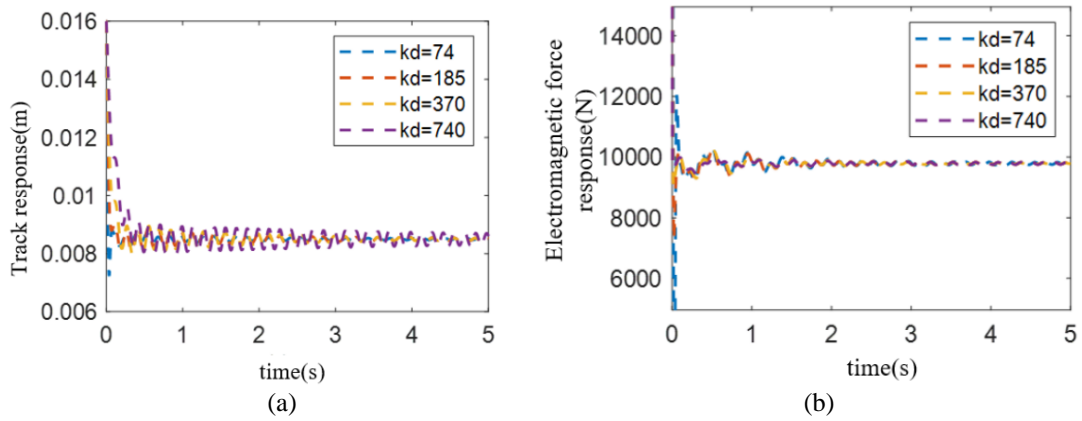 0.016
0.014
0.012
0.01
0.008
0.006
Track response(m)
kd=74
kd=185
kd=370
kd=740
0 1 2 3 4 5
time(s)
(a)
14000
12000
10000
8000
6000
Electromagnetic force
response(N)
kd=74
kd=185
kd=370
kd=740
0 1 2 3 4 5
time(s)
(b)